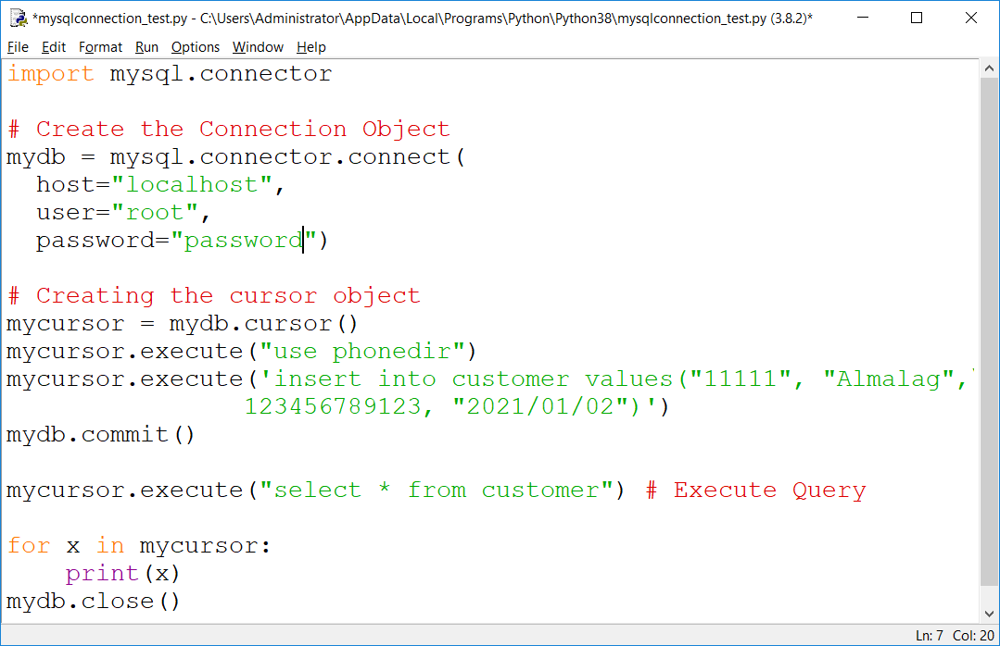 *mysqlconnection_test.py - C:\Users\Administrator\AppData\Local\Programs\Python\Python38\mysqlconnection_test.py (3.8.2)*
File Edit Format Run Options Window Help
import mysql.connector
# Create the Connection Object
mydb = mysql.connector.connect(
  host="localhost",
  user="root",
  password="password")
# Creating the cursor object
mycursor = mydb.cursor()
mycursor.execute("use phonedir")
mycursor.execute('insert into customer values("11111", "Almalag",\
                123456789123, "2021/01/02")')
mydb.commit()
mycursor.execute("select * from customer") # Execute Query
for x in mycursor:
    print(x)
mydb.close()
Ln: 7 Col: 20